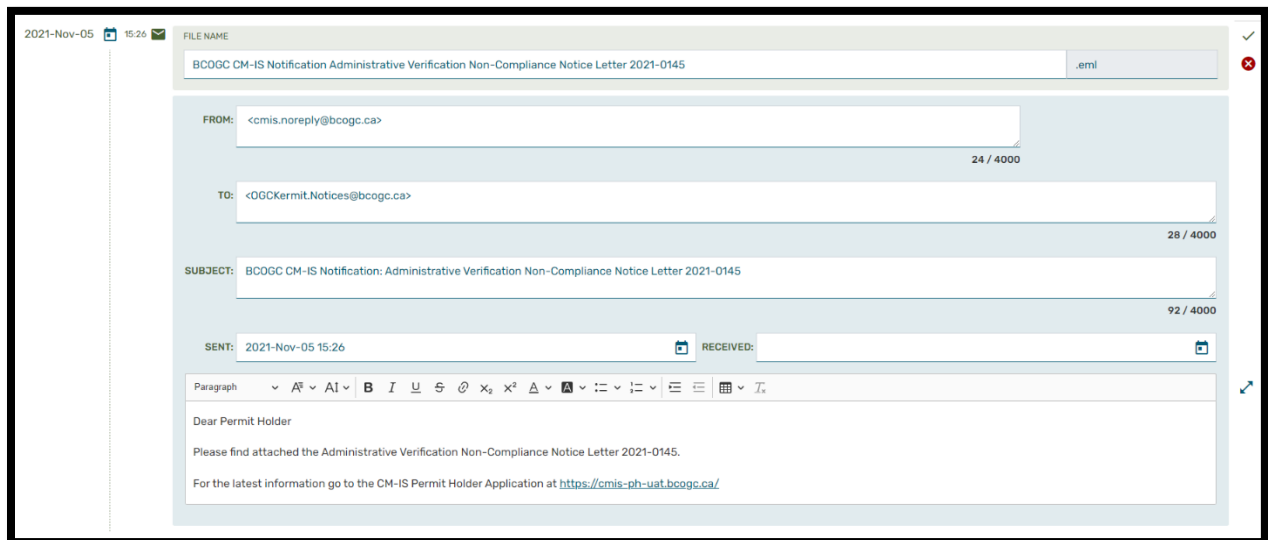 2021-Nov-05 15:26
FILE NAME
BCOGC CM-IS Notification Administrative Verification Non-Compliance Notice Letter 2021-0145 .eml
FROM: <cmis.noreply@bcogc.ca>
24 / 4000
TO: <OGCKermit.Notices@bcogc.ca>
28 / 4000
SUBJECT: BCOGC CM-IS Notification: Administrative Verification Non-Compliance Notice Letter 2021-0145
92 / 4000
SENT: 2021-Nov-05 15:26 RECEIVED:
Paragraph A AI B I U S X₂ X² A A Tx
Dear Permit Holder
Please find attached the Administrative Verification Non-Compliance Notice Letter 2021-0145.
For the latest information go to the CM-IS Permit Holder Application at https://cmis-ph-uat.bcogc.ca/